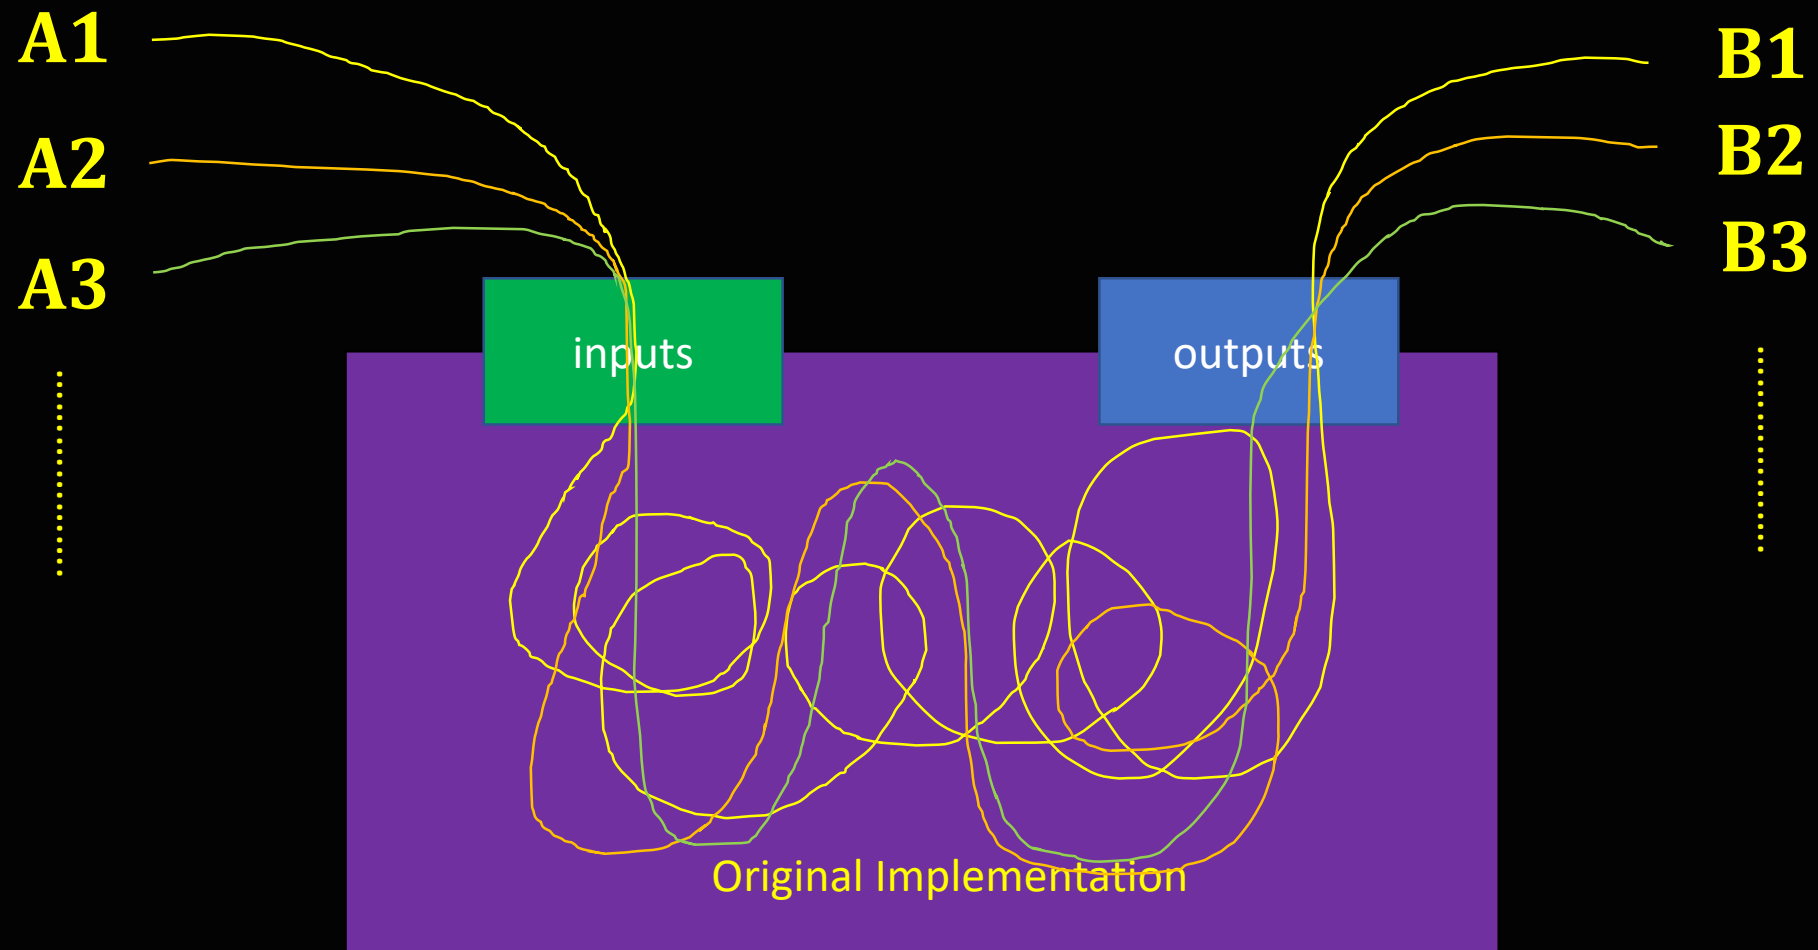 A1
B1
A2
B2
A3
B3
inputs
outputs
Original Implementation